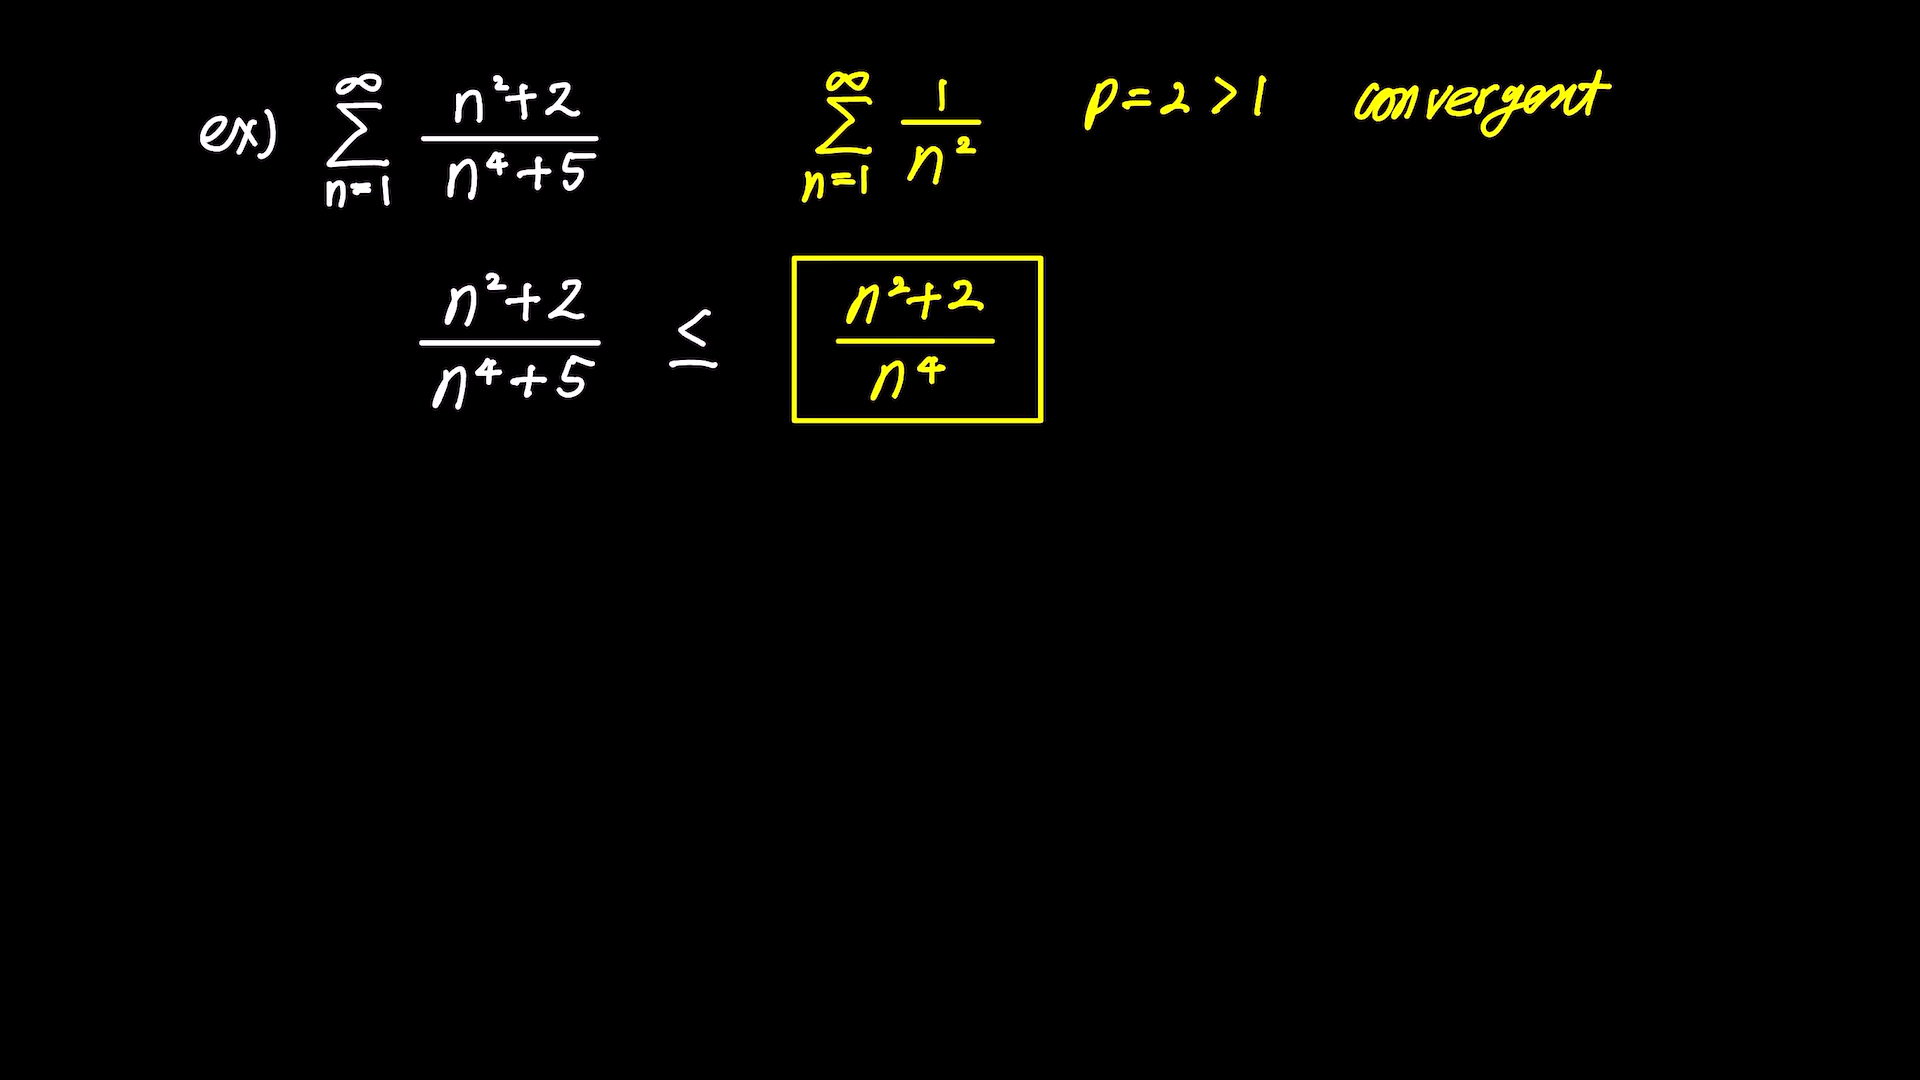 ex) ∞∑n=1 (n²+2)/(n⁴+5) ∞∑n=1 1/n² p=2>1 convergent
(n²+2)/(n⁴+5) ≤ (n²+2)/n⁴